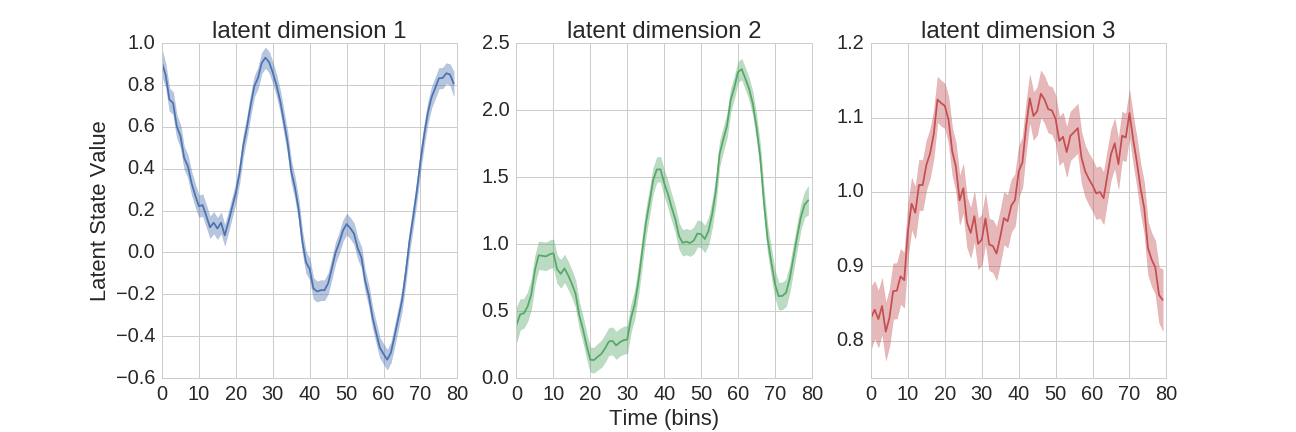 latent dimension 1
latent dimension 2
latent dimension 3
Latent State Value
1.0
0.8
0.6
0.4
0.2
0.0
−0.2
−0.4
−0.6
0 10 20 30 40 50 60 70 80
2.5
2.0
1.5
1.0
0.5
0.0
0 10 20 30 40 50 60 70 80
Time (bins)
1.2
1.1
1.0
0.9
0.8
0 10 20 30 40 50 60 70 80